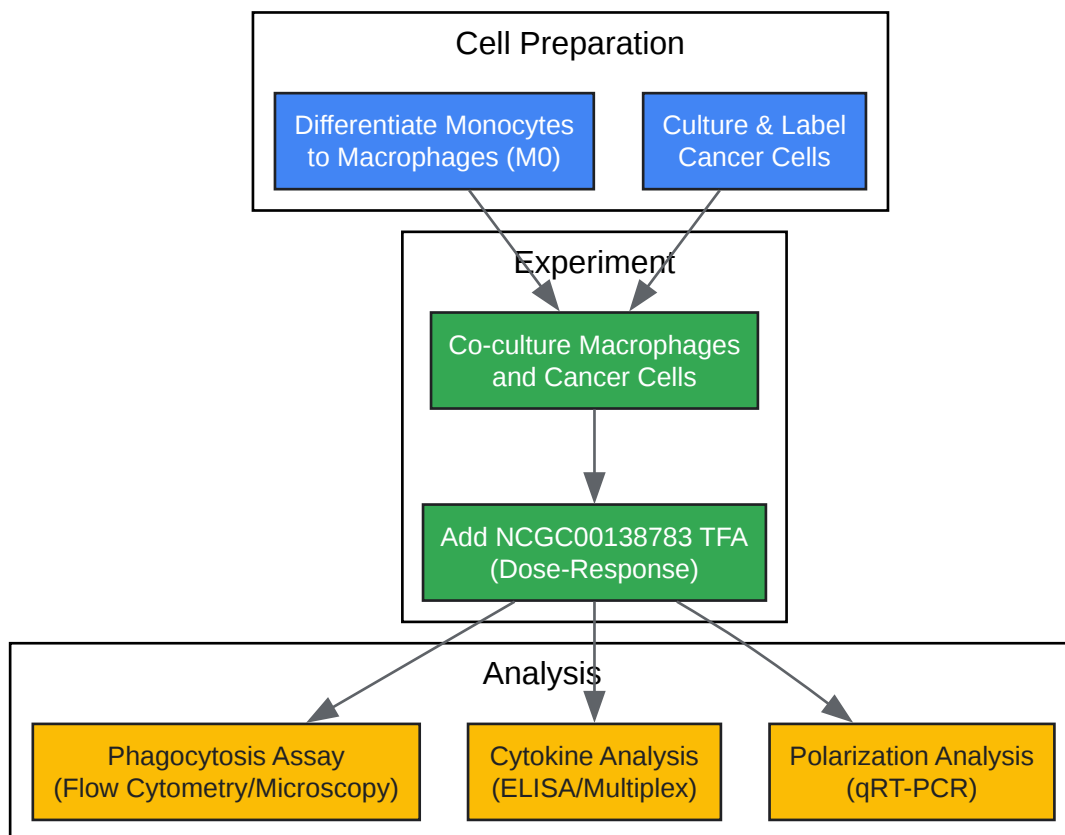 Cell Preparation
Differentiate Monocytes
to Macrophages (M0)
Culture & Label
Cancer Cells
Experiment
Co-culture Macrophages
and Cancer Cells
Add NCGC00138783 TFA
(Dose-Response)
Analysis
Phagocytosis Assay
(Flow Cytometry/Microscopy)
Cytokine Analysis
(ELISA/Multiplex)
Polarization Analysis
(qRT-PCR)